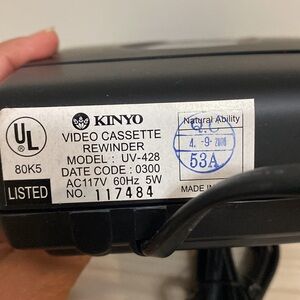 KINYO
VIDEO CASSETTE
REWINDER
MODEL : UV-428
DATE CODE : 0300
AC117V 60Hz 5W
NO. 117484
UL
®
80K5
LISTED
Natural Ability
Q.C
4. -9- 2000
53A
MADE IN